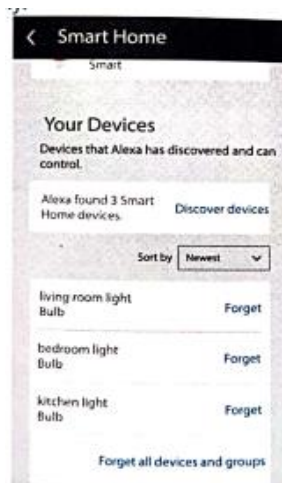 Smart Home
Smart
Your Devices
Devices that Alexa has discovered and can
control.
Alexa found 3 Smart
Home devices.
Discover devices
Sort by Newest
living room light
Bulb
Forget
bedroom light
Bulb
Forget
kitchen light
Bulb
Forget
Forget all devices and groups